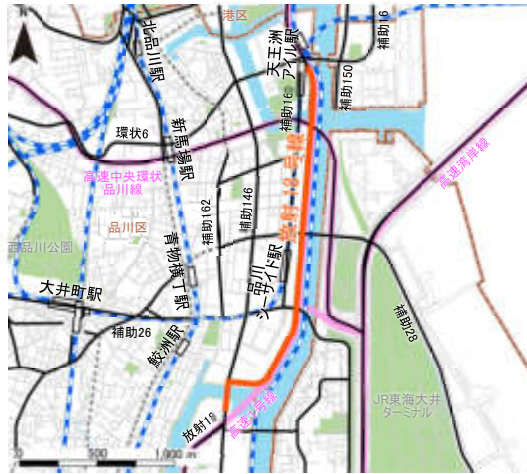 港区
補助16
北品川駅
天王洲
アイル駅
補助150
補助16
環状6
新馬場駅
高速湾岸線
高速中央環状
品川線
放射18号線
補助162
補助146
品川区
西品川公園
青物横丁駅
品川
シーサイド駅
大井町駅
補助26
鮫洲駅
補助28
JR東海大井
ターミナル
放射18
高速1号線
0 500 1,000 m